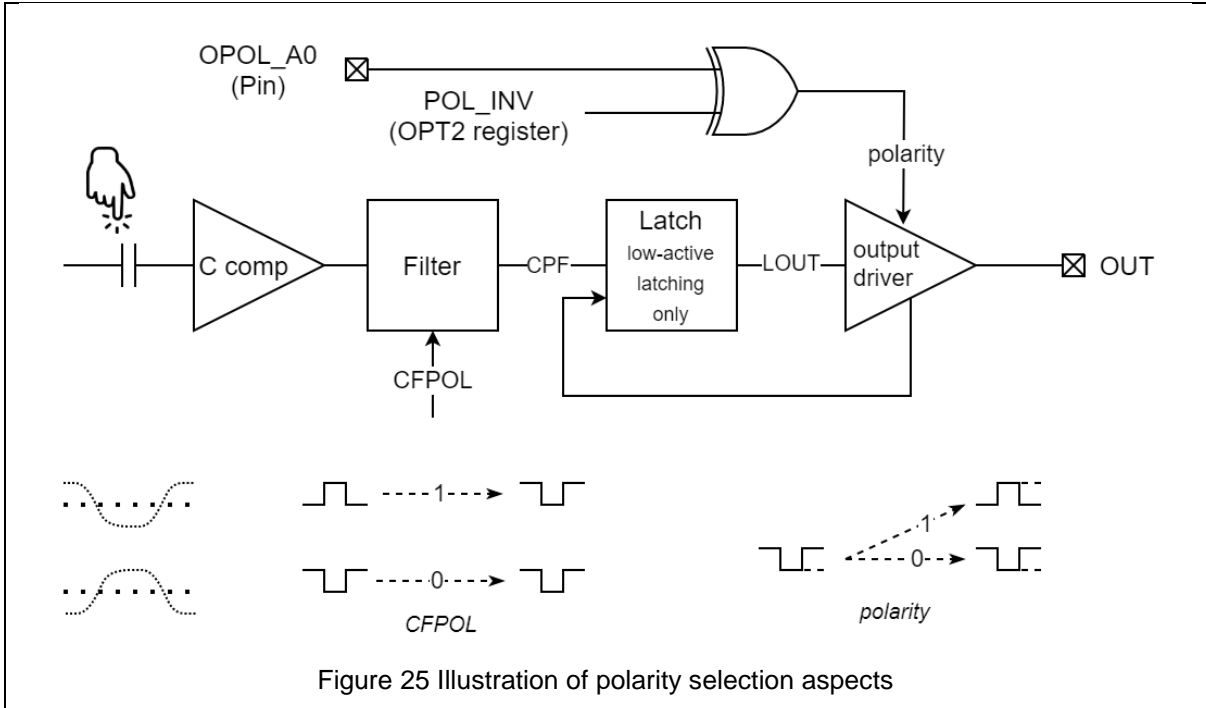 OPOL_A0
(Pin)
POL_INV
(OPT2 register)
polarity
C comp
Filter
CPF
Latch
low-active
latching
only
LOUT
output
driver
OUT
CFPOL
1
0
CFPOL
1
0
polarity
Figure 25 Illustration of polarity selection aspects